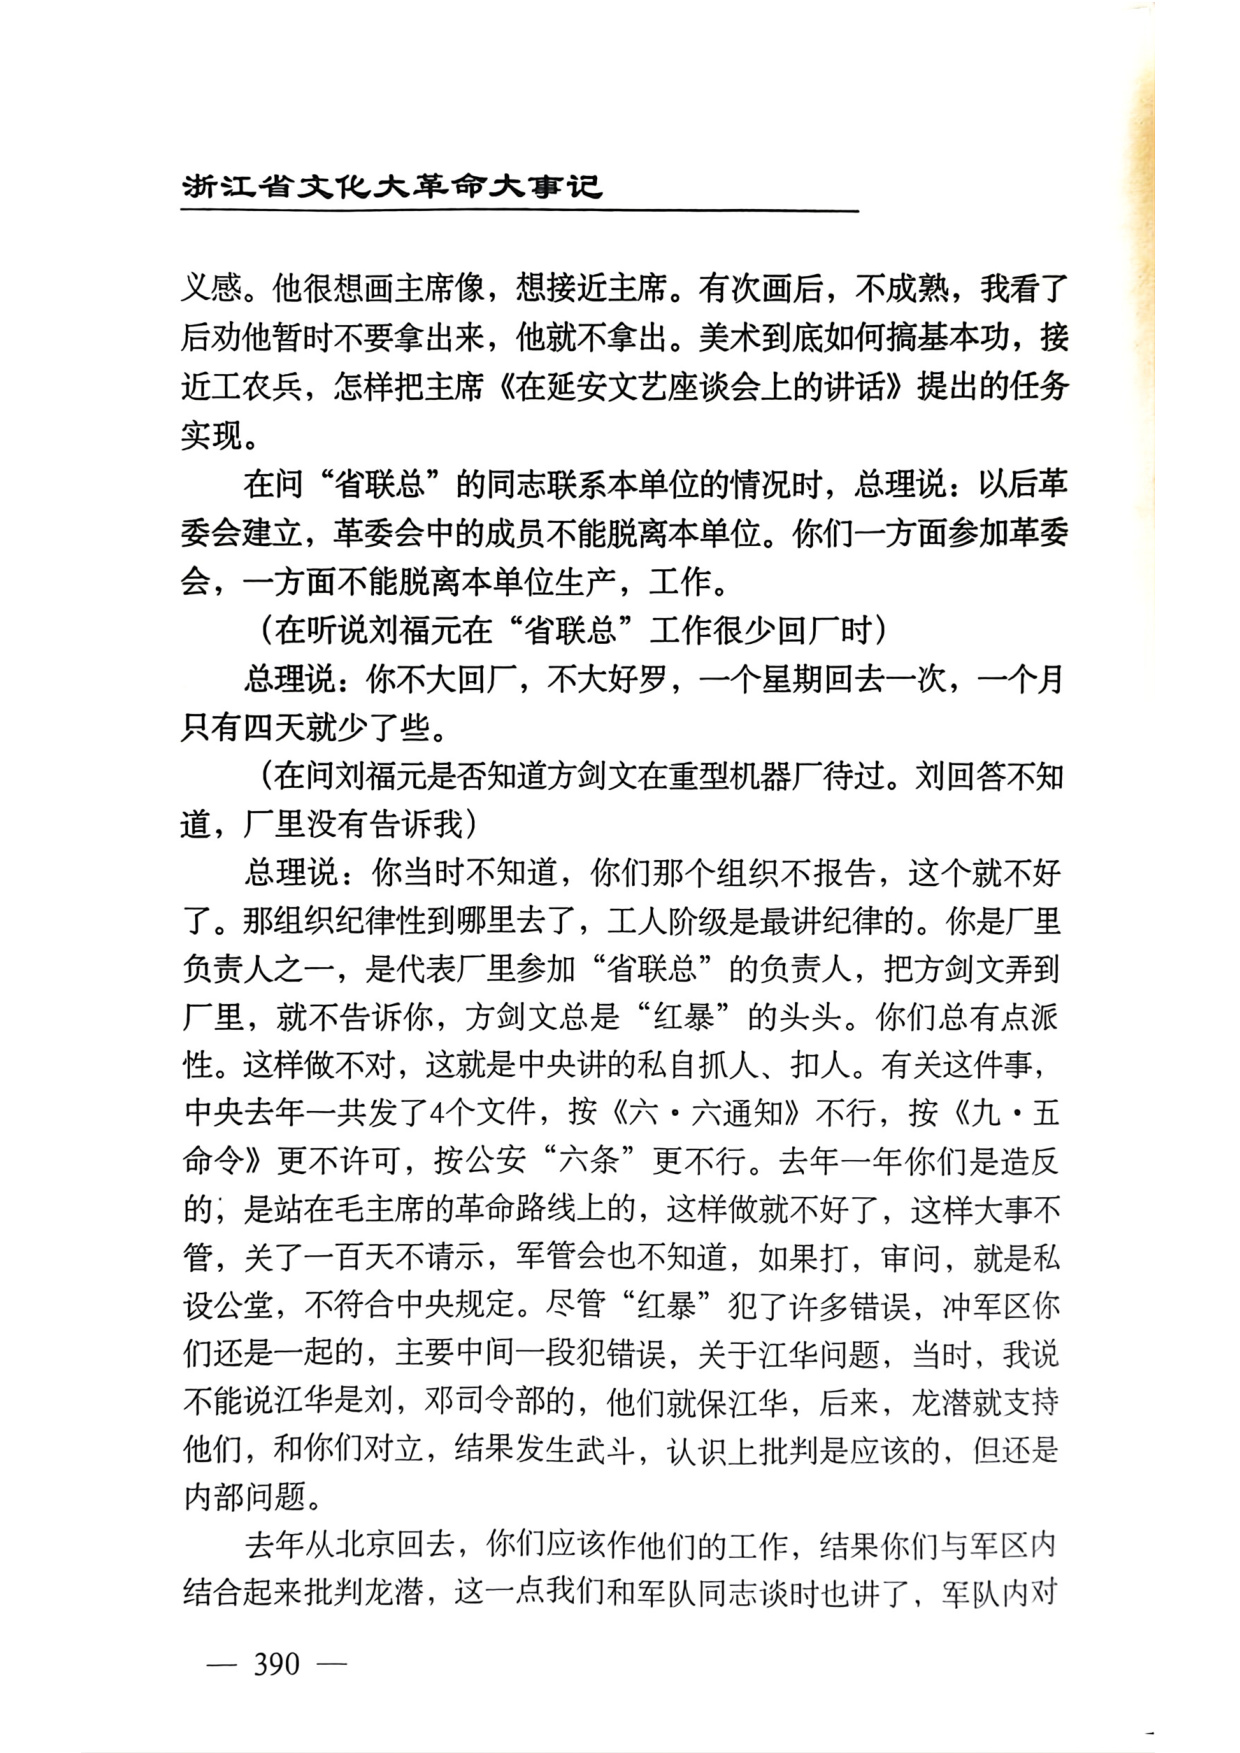 浙江省文化大革命大事记
义感。他很想画主席像，想接近主席。有次画后，不成熟，我看了
后劝他暂时不要拿出来，他就不拿出。美术到底如何搞基本功，接
近工农兵，怎样把主席《在延安文艺座谈会上的讲话》提出的任务
实现。
在问“省联总”的同志联系本单位的情况时，总理说：以后革
委会建立，革委会中的成员不能脱离本单位。你们一方面参加革委
会，一方面不能脱离本单位生产，工作。
（在听说刘福元在“省联总”工作很少回厂时）
总理说：你不大回厂，不大好罗，一个星期回去一次，一个月
只有四天就少了些。
（在问刘福元是否知道方剑文在重型机器厂待过。刘回答不知
道，厂里没有告诉我）
总理说：你当时不知道，你们那个组织不报告，这个就不好
了。那组织纪律性到哪里去了，工人阶级是最讲纪律的。你是厂里
负责人之一，是代表厂里参加“省联总”的负责人，把方剑文弄到
厂里，就不告诉你，方剑文总是“红暴”的头头。你们总有点派
性。这样做不对，这就是中央讲的私自抓人、扣人。有关这件事，
中央去年一共发了4个文件，按《六·六通知》不行，按《九·五
命令》更不许可，按公安“六条”更不行。去年一年你们是造反
的；是站在毛主席的革命路线上的，这样做就不好了，这样大事不
管，关了一百天不请示，军管会也不知道，如果打，审问，就是私
设公堂，不符合中央规定。尽管“红暴”犯了许多错误，冲军区你
们还是一起的，主要中间一段犯错误，关于江华问题，当时，我说
不能说江华是刘，邓司令部的，他们就保江华，后来，龙潜就支持
他们，和你们对立，结果发生武斗，认识上批判是应该的，但还是
内部问题。
去年从北京回去，你们应该作他们的工作，结果你们与军区内
结合起来批判龙潜，这一点我们和军队同志谈时也讲了，军队内对
— 390 —